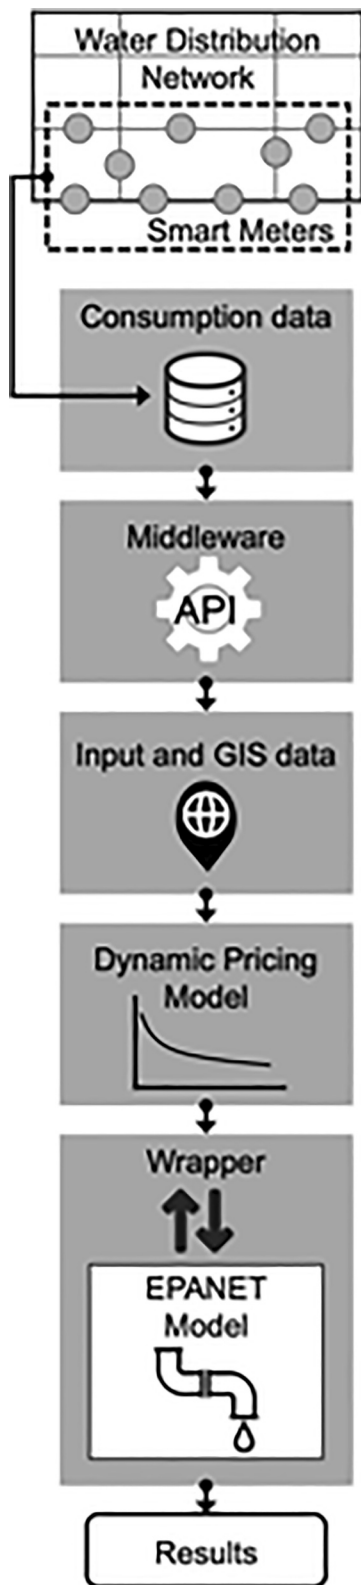 Water Distribution
Network
Smart Meters
Consumption data
Middleware
API
Input and GIS data
Dynamic Pricing
Model
Wrapper
EPANET
Model
Results